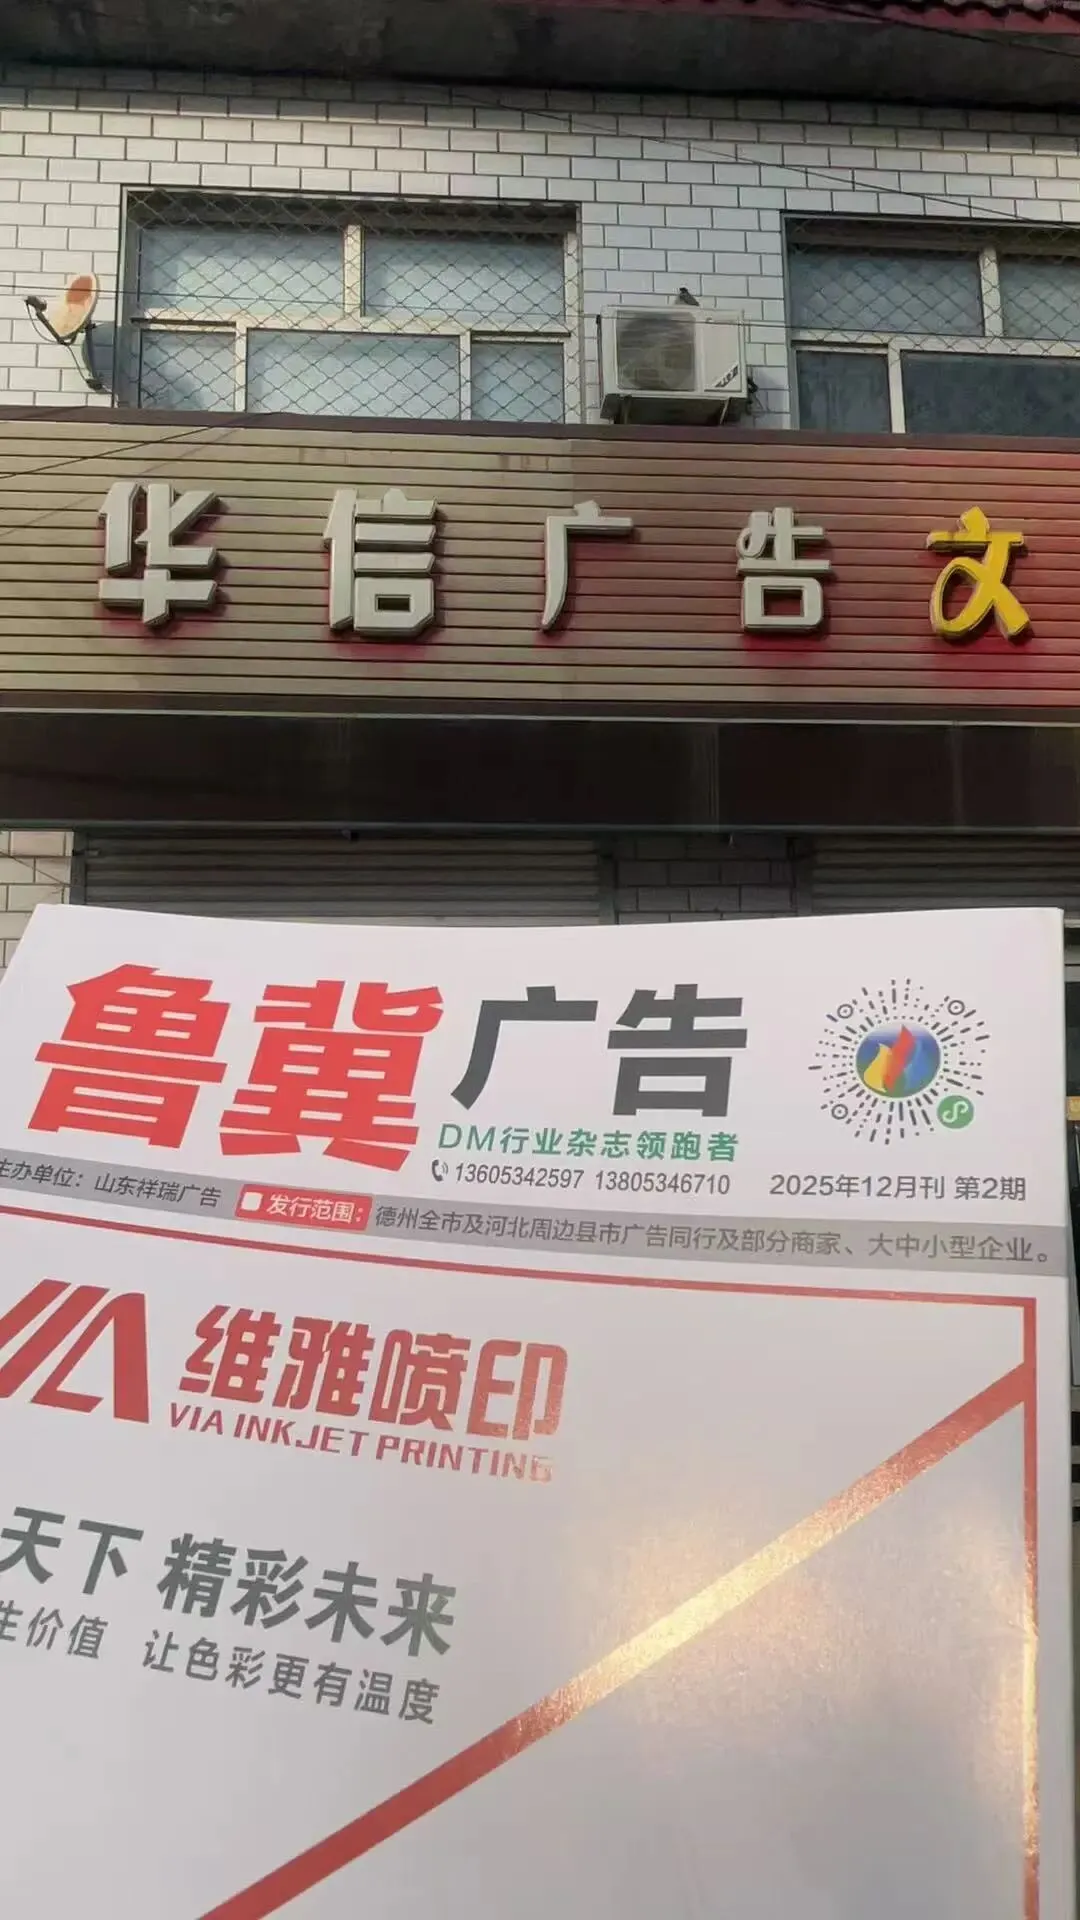 华信广告文
鲁冀广告
DM行业杂志领跑者
13605342597 13805346710
2025年12月刊 第2期
主办单位：山东祥瑞广告 发行范围：德州全市及河北周边县市广告同行及部分商家、大中小型企业。
维雅喷印
VIA INKJET PRINTING
天下 精彩未来
生价值 让色彩更有温度